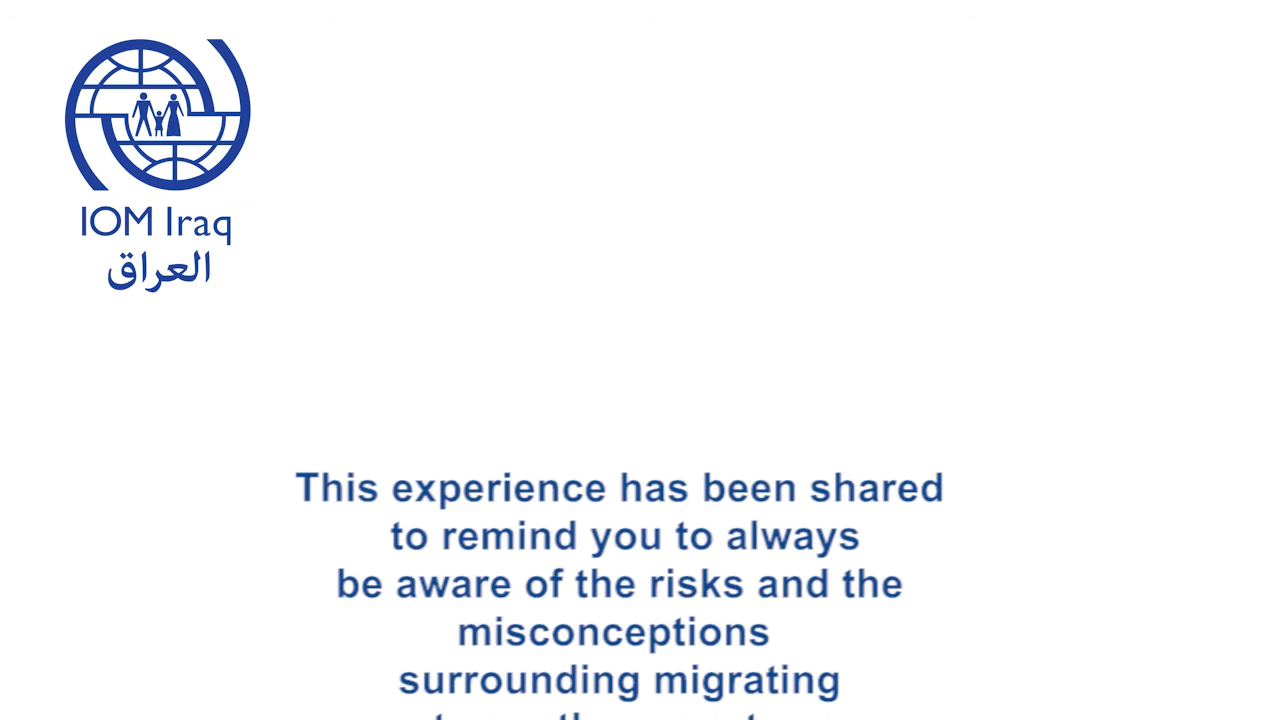 IOM Iraq
العراق
This experience has been shared
to remind you to always
be aware of the risks and the
misconceptions
surrounding migrating